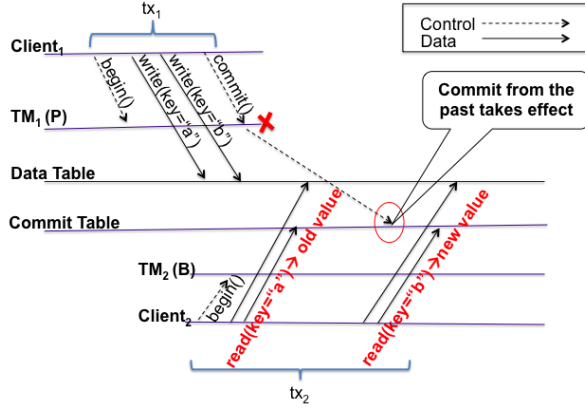 tx1
Client1
Control
Data
begin()
write(key="a")
write(key="b")
commit()
Commit from the
past takes effect
TM1 (P)
Data Table
Commit Table
TM2 (B)
begin()
Client2
read(key="a")→ old value
read(key="b")→new value
tx2